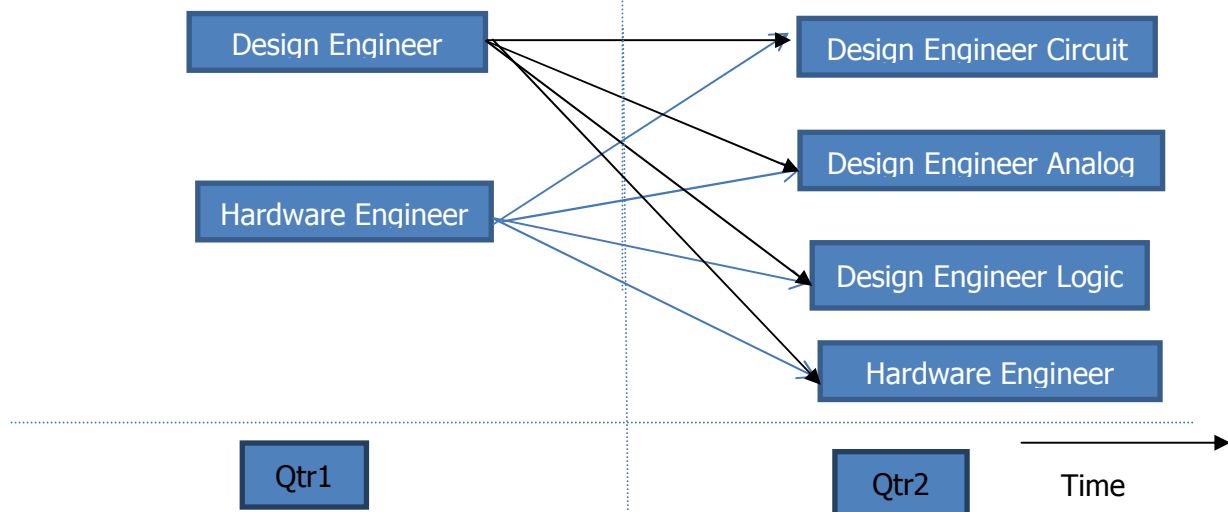 Design Engineer
Design Engineer Circuit
Design Engineer Analog
Hardware Engineer
Design Engineer Logic
Hardware Engineer
Qtr1
Qtr2
Time